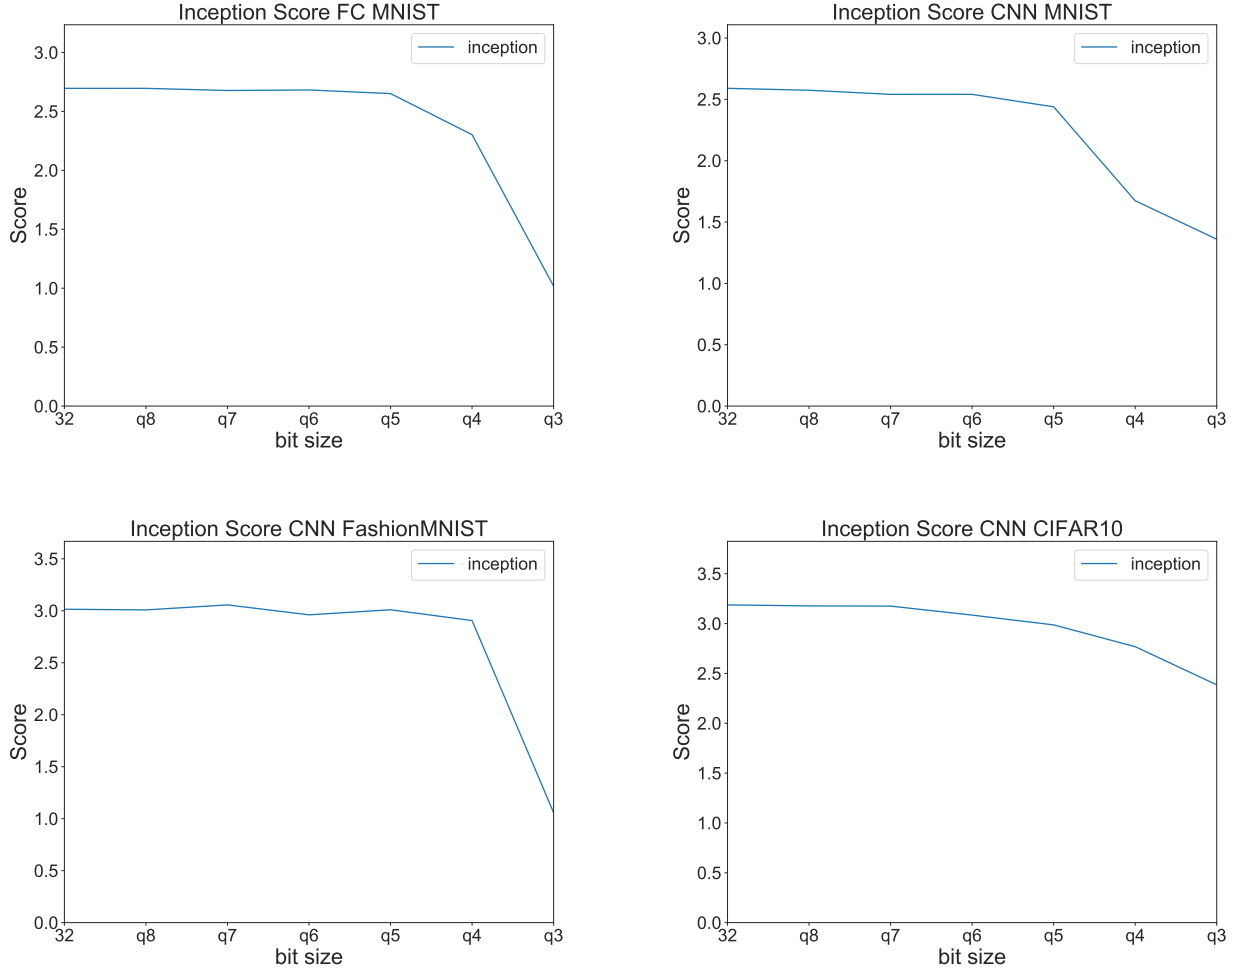 Inception Score FC MNIST
inception
3.0
2.5
2.0
1.5
1.0
0.5
0.0
Score
32 q8 q7 q6 q5 q4 q3
bit size
Inception Score CNN MNIST
inception
3.0
2.5
2.0
1.5
1.0
0.5
0.0
Score
32 q8 q7 q6 q5 q4 q3
bit size
Inception Score CNN FashionMNIST
inception
3.5
3.0
2.5
2.0
1.5
1.0
0.5
0.0
Score
32 q8 q7 q6 q5 q4 q3
bit size
Inception Score CNN CIFAR10
inception
3.5
3.0
2.5
2.0
1.5
1.0
0.5
0.0
Score
32 q8 q7 q6 q5 q4 q3
bit size